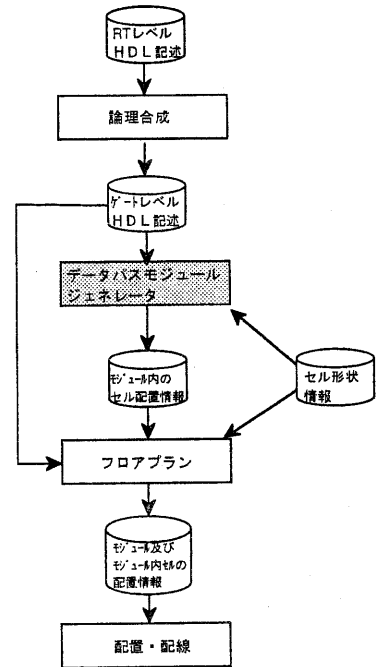 RTレベル
HDL記述
論理合成
ゲートレベル
HDL記述
データパスモジュール
ジェネレータ
モジュール内の
セル配置情報
セル形状
情報
フロアプラン
モジュール及び
モジュール内セルの
配置情報
配置・配線